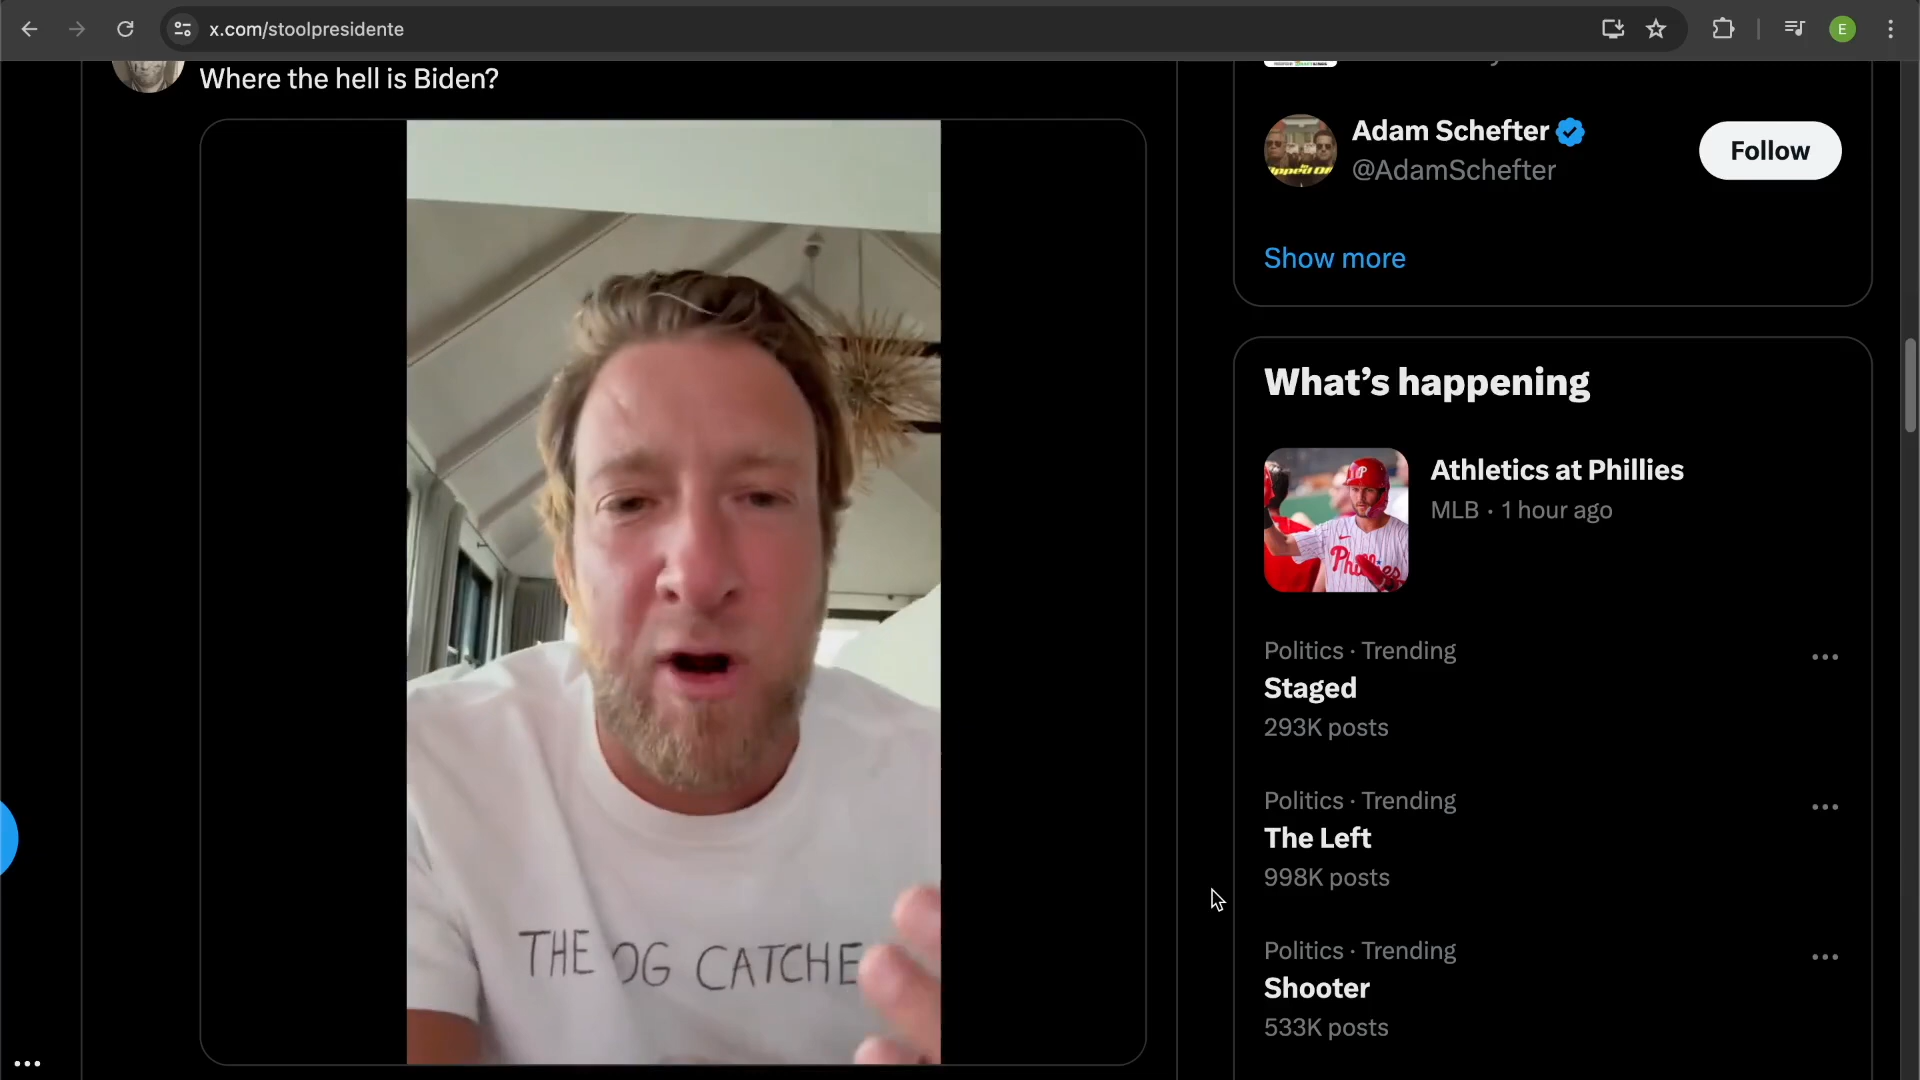 x.com/stoolpresidente
E
Where the hell is Biden?
THE OG CATCHE
Adam Schefter
@AdamSchefter
Follow
Show more
What's happening
Athletics at Phillies
MLB · 1 hour ago
Phillies
Politics · Trending
Staged
293K posts
Politics · Trending
The Left
998K posts
Politics · Trending
Shooter
533K posts